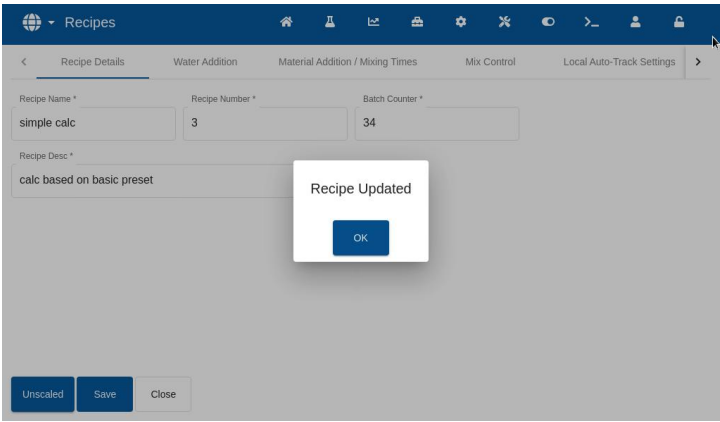 Recipes
Recipe Details Water Addition Material Addition / Mixing Times Mix Control Local Auto-Track Settings
Recipe Name * Recipe Number * Batch Counter *
simple calc 3 34
Recipe Desc *
calc based on basic preset
Recipe Updated
OK
Unscaled Save Close